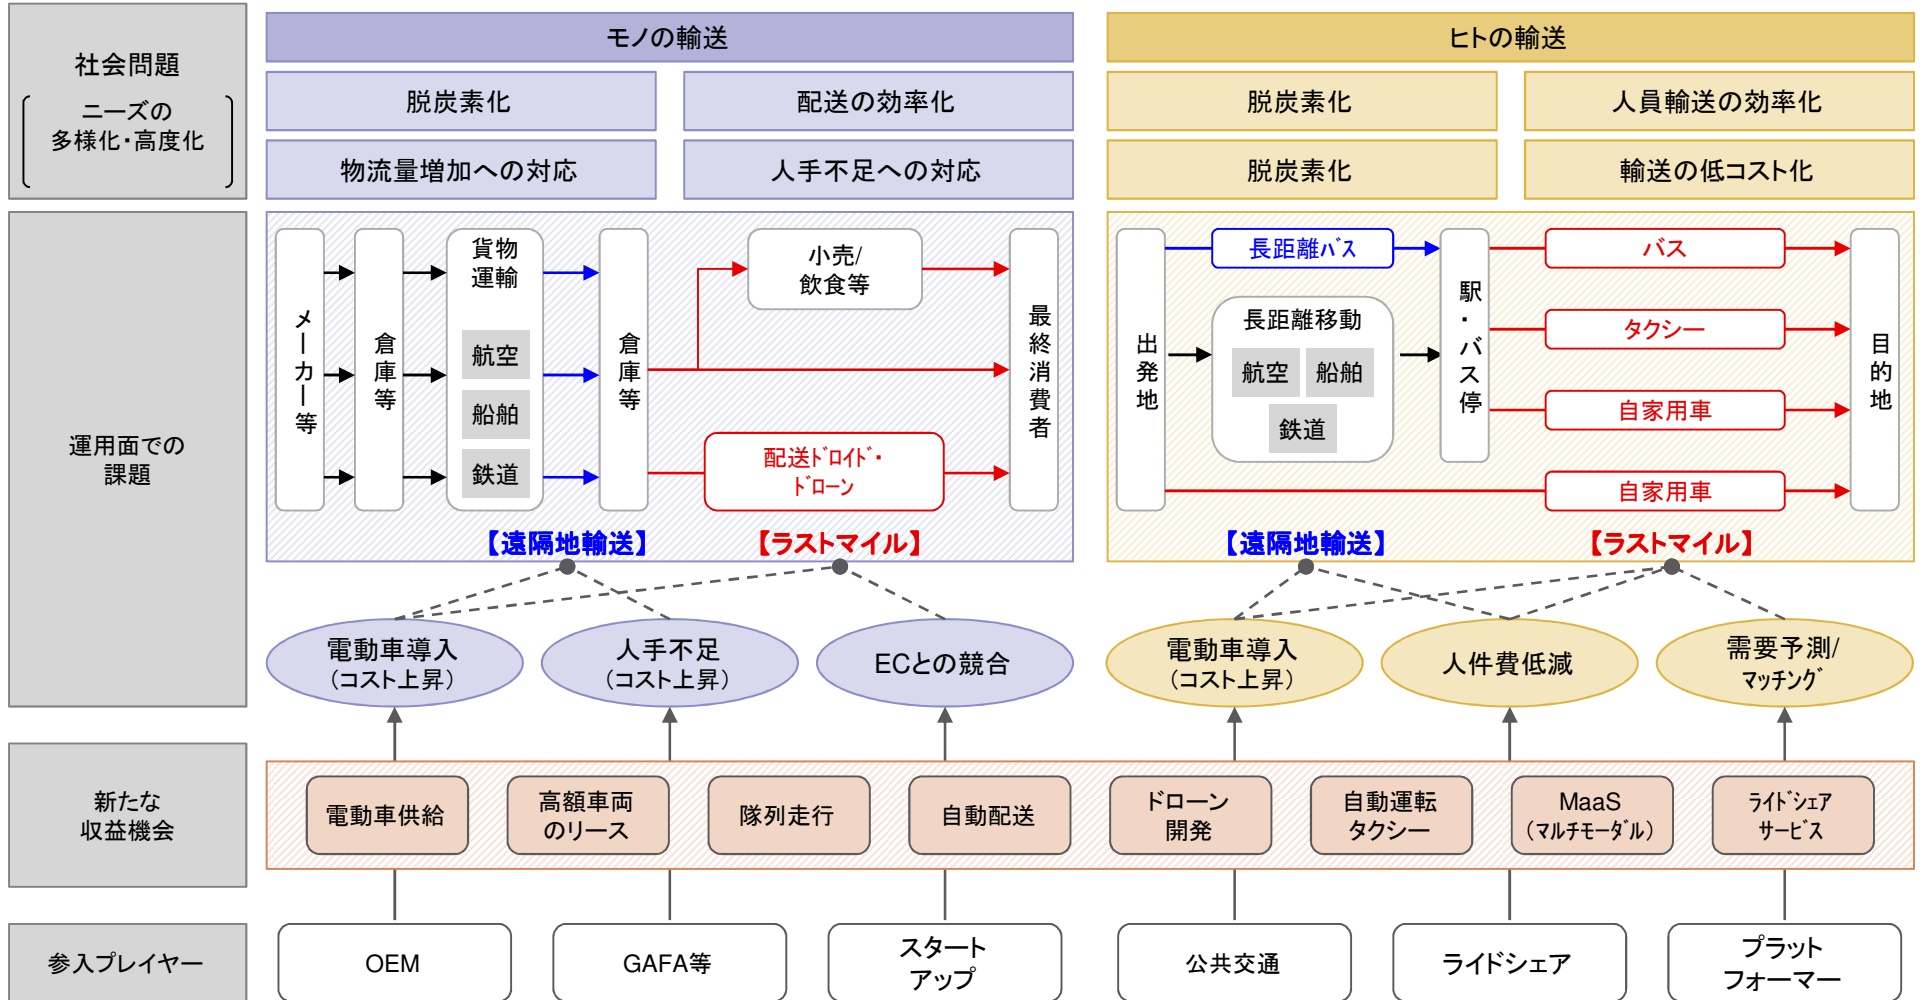 社会問題
ニーズの
多様化・高度化
モノの輸送
脱炭素化
配送の効率化
物流量増加への対応
人手不足への対応
ヒトの輸送
脱炭素化
人員輸送の効率化
脱炭素化
輸送の低コスト化
運用面での
課題
メーカー等
倉庫等
貨物
運輸
航空
船舶
鉄道
倉庫等
小売/
飲食等
配送ﾄﾞﾛｲﾄﾞ・
ﾄﾞﾛｰﾝ
最終消費者
【遠隔地輸送】
【ラストマイル】
出発地
長距離ﾊﾞｽ
長距離移動
航空
船舶
鉄道
駅・バス停
バス
タクシー
自家用車
自家用車
目的地
【遠隔地輸送】
【ラストマイル】
電動車導入
（コスト上昇）
人手不足
（コスト上昇）
ECとの競合
電動車導入
（コスト上昇）
人件費低減
需要予測/
ﾏｯﾁﾝｸﾞ
新たな
収益機会
電動車供給
高額車両
のリース
隊列走行
自動配送
ドローン
開発
自動運転
タクシー
MaaS
（ﾏﾙﾁﾓｰﾀﾞﾙ）
ﾗｲﾄﾞｼｪｱ
ｻｰﾋﾞｽ
参入プレイヤー
OEM
GAFA等
スタート
アップ
公共交通
ライドシェア
プラット
フォーマー